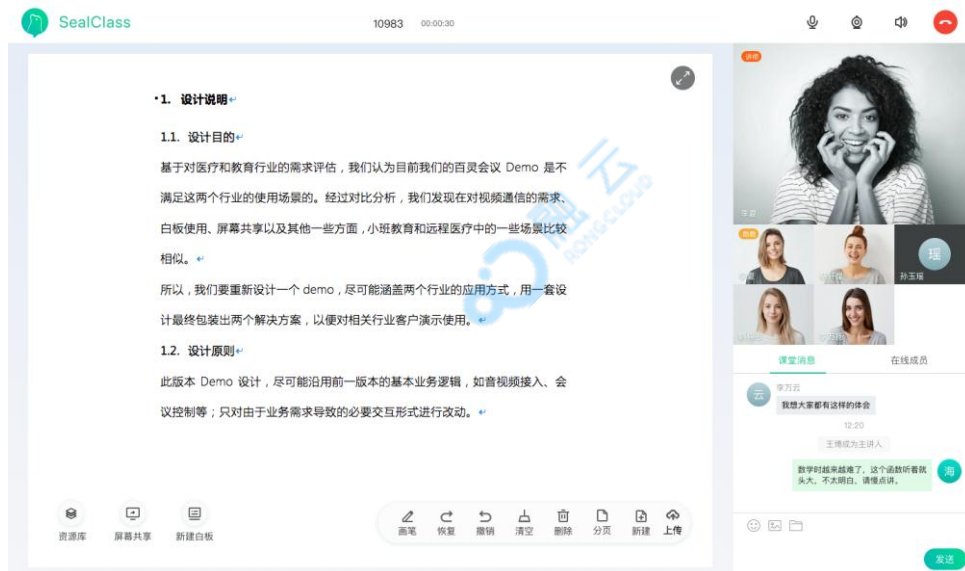 SealClass
10983 00:00:30
1. 设计说明
1.1. 设计目的
基于对医疗和教育行业的需求评估，我们认为目前我们的百灵会议 Demo 是不
满足这两个行业的使用场景的。经过对比分析，我们发现在对视频通信的需求、
白板使用、屏幕共享以及其他一些方面，小班教育和远程医疗中的一些场景比较
相似。
所以，我们要重新设计一个 demo，尽可能涵盖两个行业的应用方式，用一套设
计最终包装出两个解决方案，以便对相关行业客户演示使用。
1.2. 设计原则
此版本 Demo 设计，尽可能沿用前一版本的基本业务逻辑，如音视频接入、会
议控制等；只对由于业务需求导致的必要交互形式进行改动。
融云
RONGCLOUD
资源库 屏幕共享 新建白板
画笔 恢复 撤销 清空 删除 分页 新建 上传
讲师
瑶
孙玉瑶
课堂消息 在线成员
云
李万云
我想大家都有这样的体会
12:20
王博成为主讲人
数学时越来越难了，这个函数听着就
头大，不太明白，请慢点讲。
海
发送